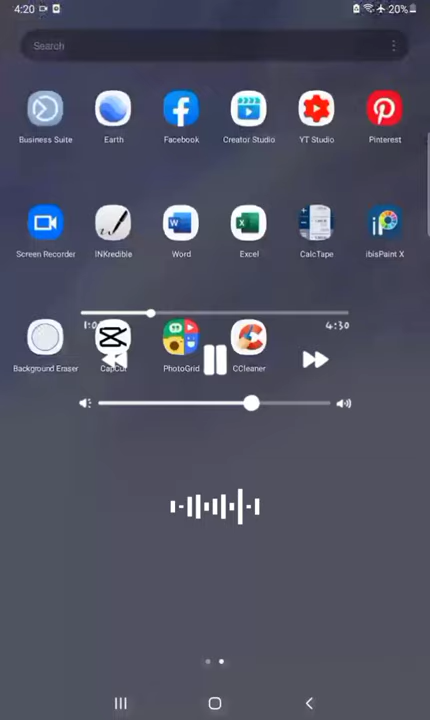 4:20 20%
Search
Business Suite Earth Facebook Creator Studio YT Studio Pinterest
Screen Recorder INKredible Word Excel CalcTape ibisPaint X
4:30
Background Eraser CapCut PhotoGrid CCleaner